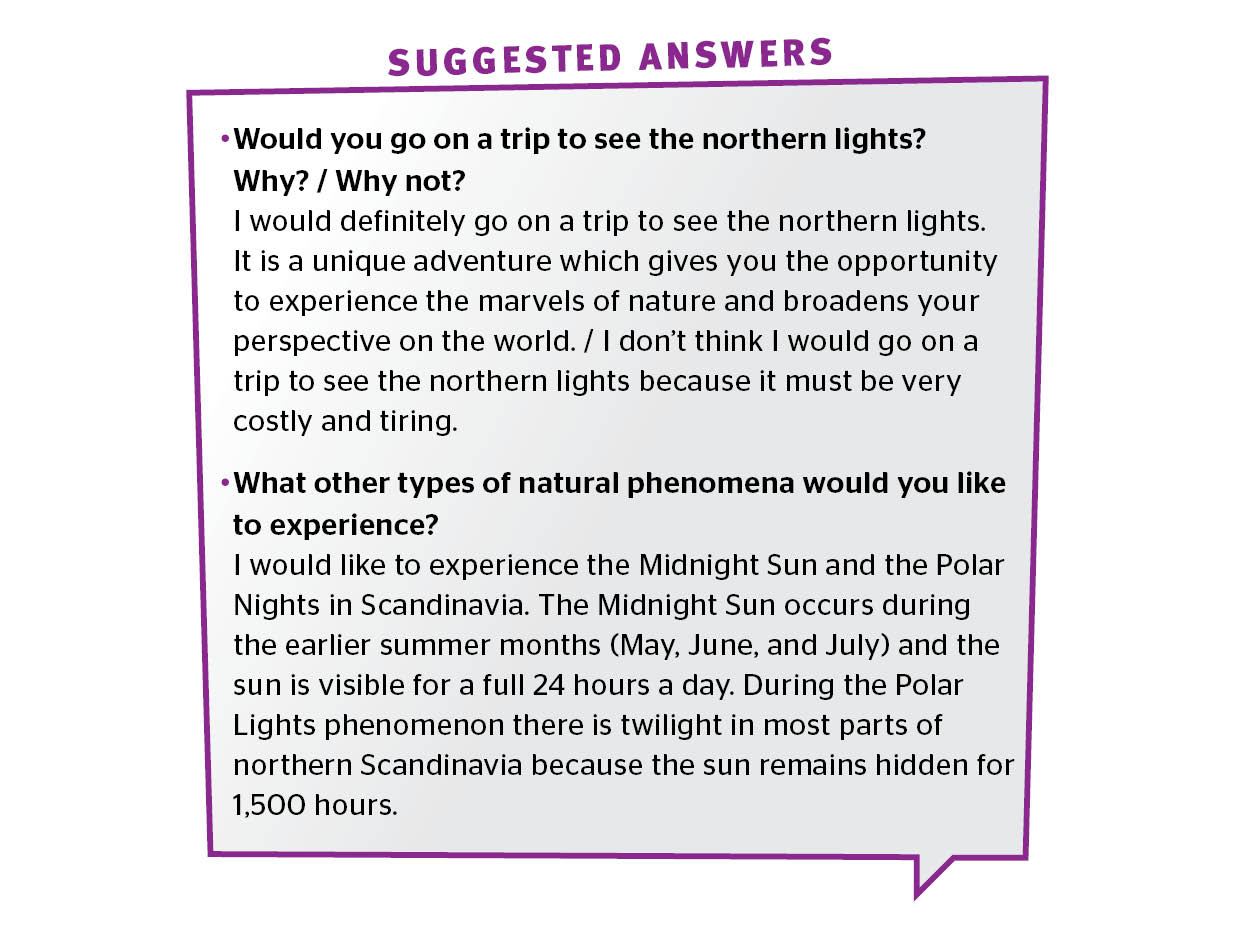 SUGGESTED ANSWERS
•Would you go on a trip to see the northern lights?
Why? / Why not?
I would definitely go on a trip to see the northern lights.
It is a unique adventure which gives you the opportunity
to experience the marvels of nature and broadens your
perspective on the world. / I don’t think I would go on a
trip to see the northern lights because it must be very
costly and tiring.
•What other types of natural phenomena would you like
to experience?
I would like to experience the Midnight Sun and the Polar
Nights in Scandinavia. The Midnight Sun occurs during
the earlier summer months (May, June, and July) and the
sun is visible for a full 24 hours a day. During the Polar
Lights phenomenon there is twilight in most parts of
northern Scandinavia because the sun remains hidden for
1,500 hours.